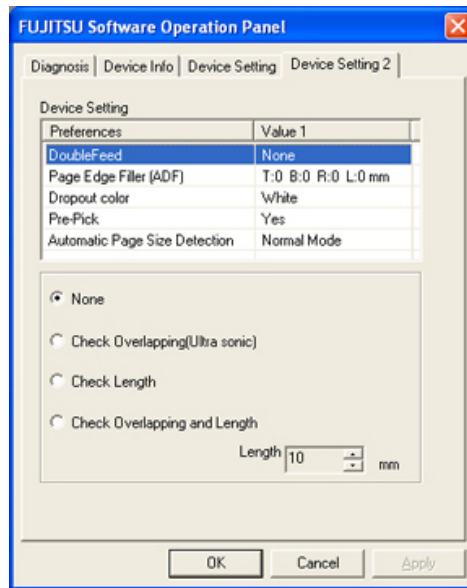 FUJITSU Software Operation Panel
Diagnosis Device Info Device Setting Device Setting 2
Device Setting
Preferences Value 1
DoubleFeed None
Page Edge Filler (ADF) T:0 B:0 R:0 L:0 mm
Dropout color White
Pre-Pick Yes
Automatic Page Size Detection Normal Mode
None
Check Overlapping(Ultra sonic)
Check Length
Check Overlapping and Length
Length 10 mm
OK Cancel Apply